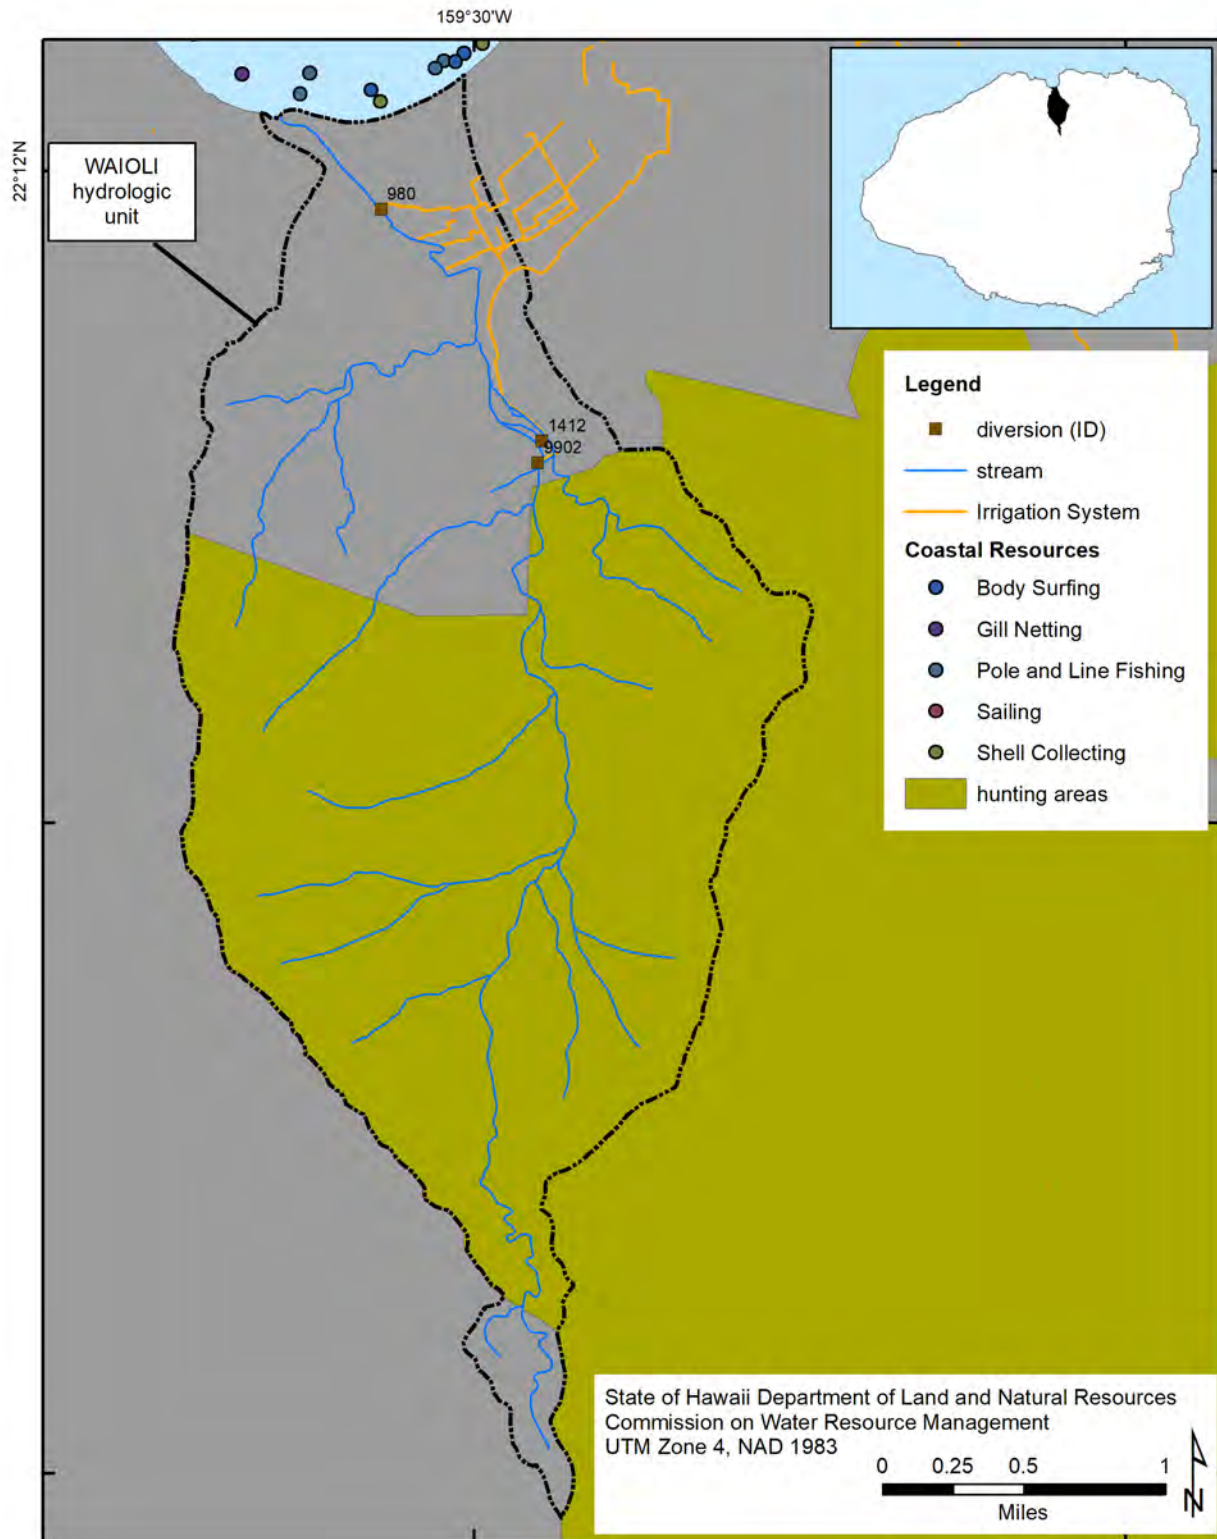 159°30'W
22°12'N
WAIOLI
hydrologic
unit
980
1412
9902
Legend
diversion (ID)
stream
Irrigation System
Coastal Resources
Body Surfing
Gill Netting
Pole and Line Fishing
Sailing
Shell Collecting
hunting areas
State of Hawaii Department of Land and Natural Resources
Commission on Water Resource Management
UTM Zone 4, NAD 1983
0 0.25 0.5 1
Miles
N